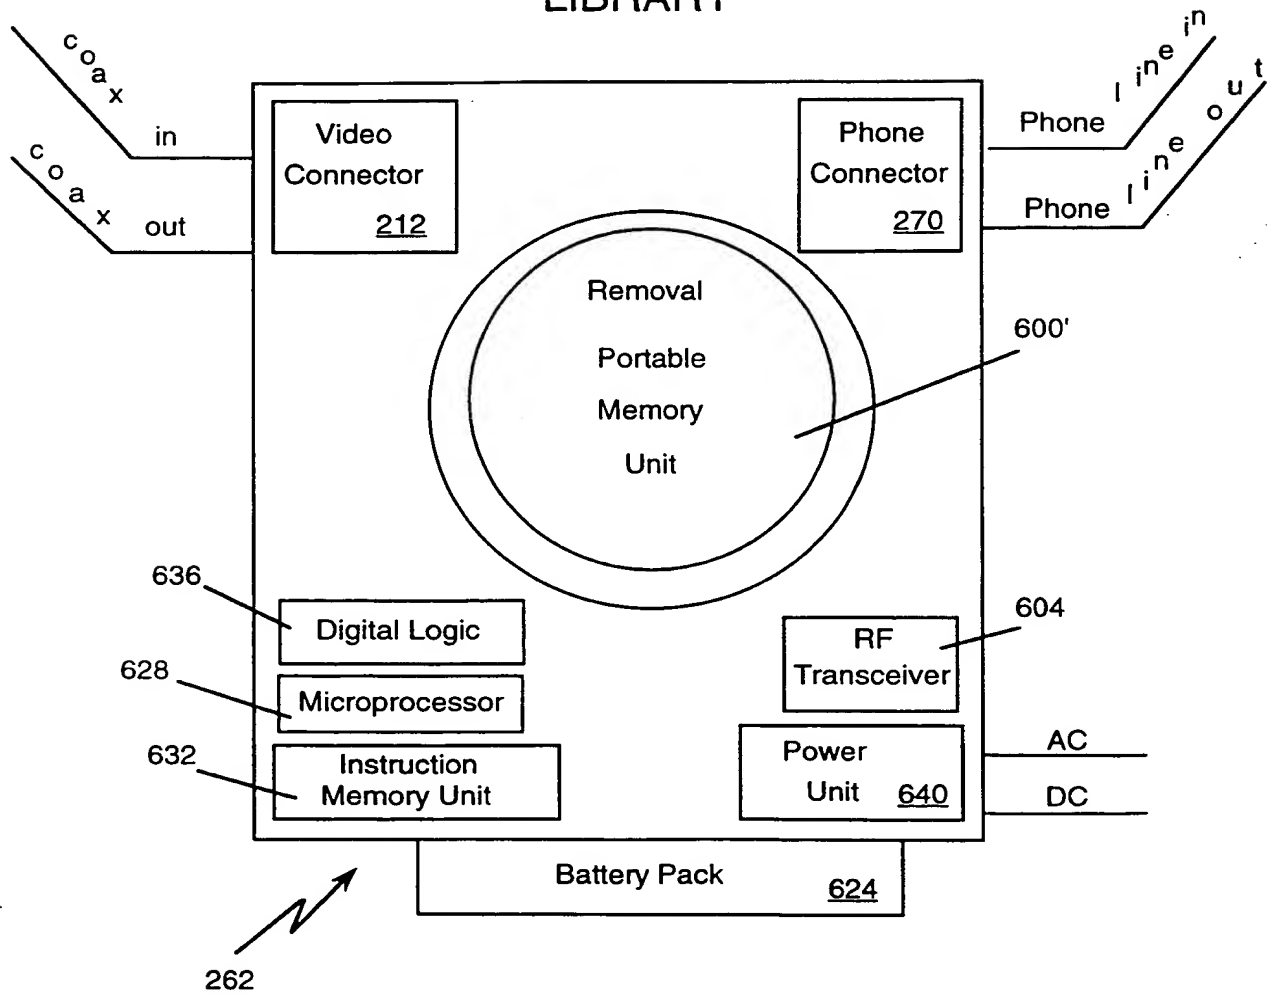 LIBRARY
coax in
coax out
Video
Connector
212
Phone
Connector
270
Phone line in
Phone line out
Removal
Portable
Memory
Unit
600'
636
Digital Logic
628
Microprocessor
632
Instruction
Memory Unit
RF
Transceiver
604
Power
Unit 640
AC
DC
Battery Pack 624
262